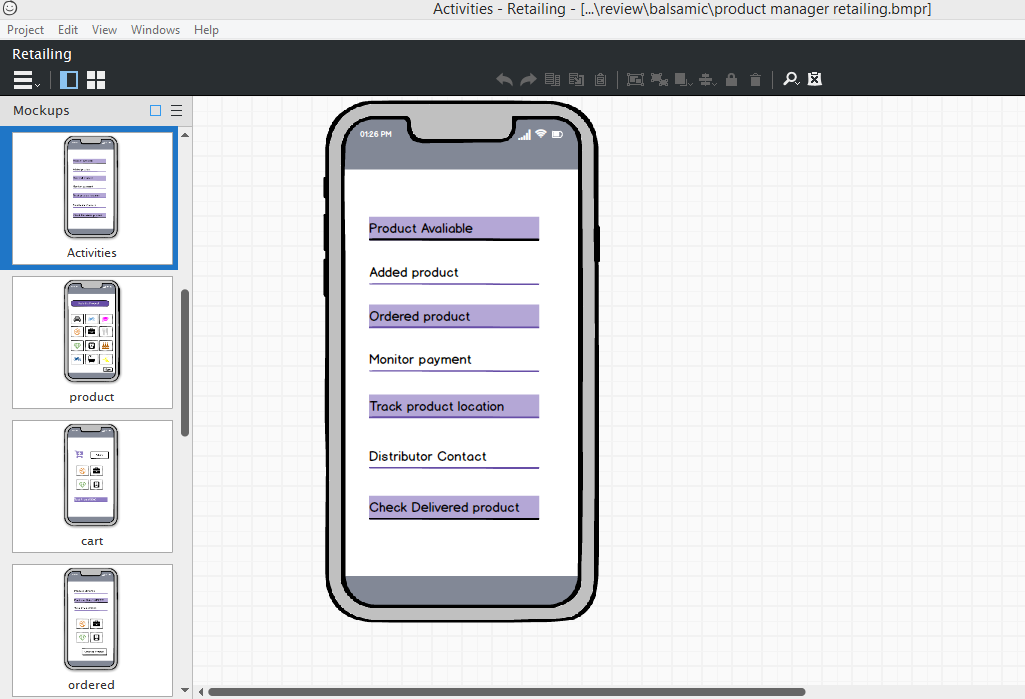 Activities - Retailing - [...\review\balsamic\product manager retailing.bmpr]
Project Edit View Windows Help
Retailing
Mockups
Activities
product
cart
ordered
01:26 PM
Product Avaliable
Added product
Ordered product
Monitor payment
Track product location
Distributor Contact
Check Delivered product